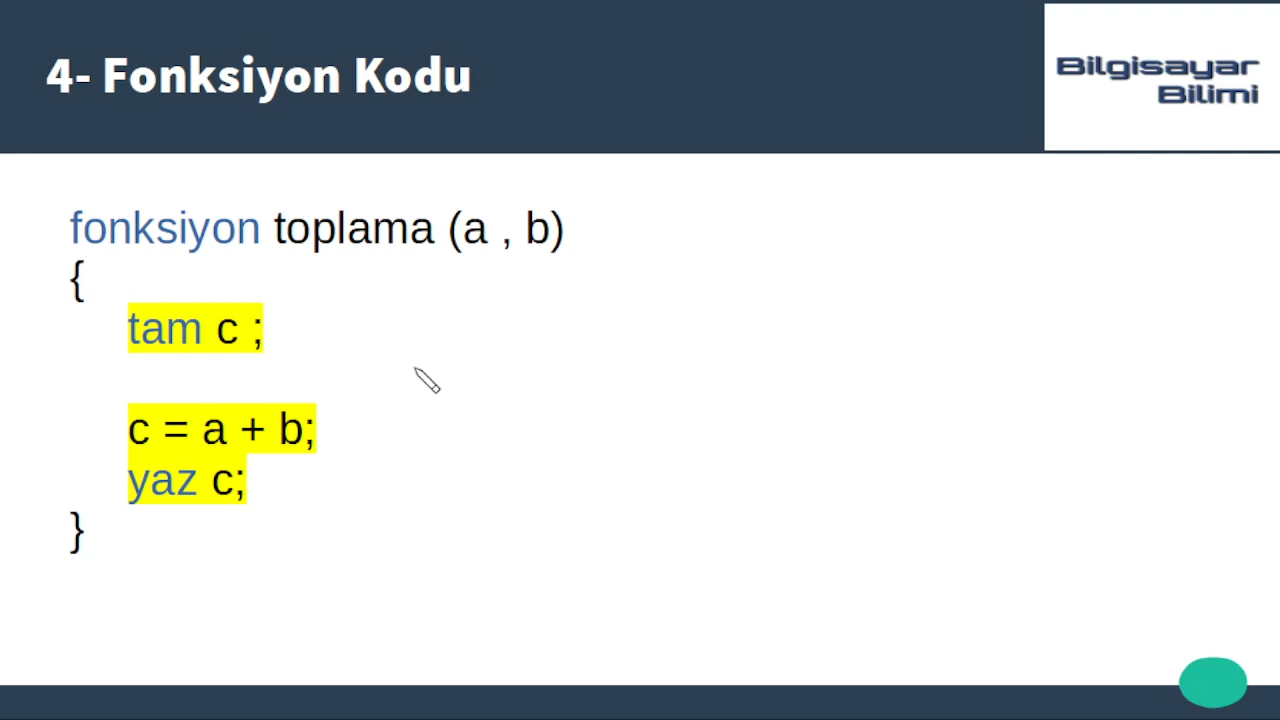 4- Fonksiyon Kodu
Bilgisayar
Bilimi
fonksiyon toplama (a , b)
{
tam c ;
c = a + b;
yaz c;
}